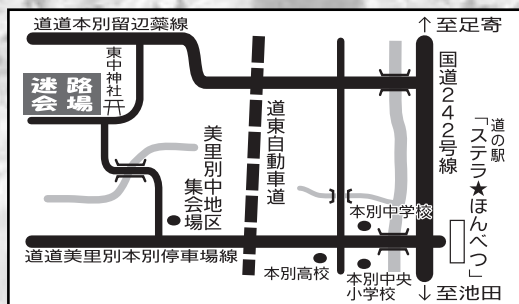 道道本別留辺蘂線
↑至足寄
東中神社
迷路
会場
国道242号線
道の駅
「ステラ★ほんべつ」
道東自動車道
美里別中地区
集会場
本別中学校
道道美里別本別停車場線
本別高校
本別中央
小学校
↓至池田